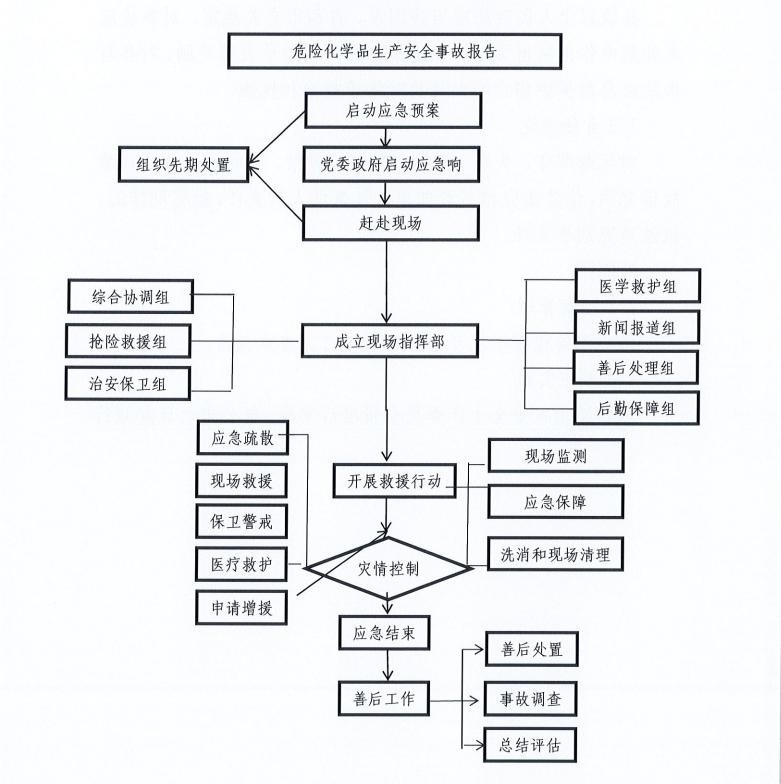 危险化学品生产安全事故报告
启动应急预案
组织先期处置
党委政府启动应急响
赶赴现场
综合协调组
抢险救援组
治安保卫组
成立现场指挥部
医学救护组
新闻报道组
善后处理组
后勤保障组
应急疏散
现场救援
保卫警戒
医疗救护
申请增援
开展救援行动
现场监测
应急保障
洗消和现场清理
灾情控制
应急结束
善后工作
善后处置
事故调查
总结评估